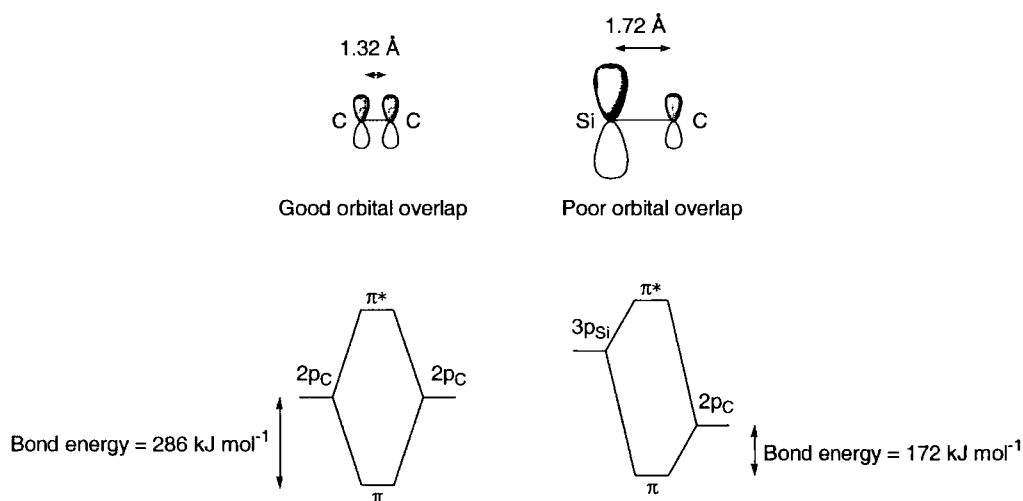 1.32 Å
1.72 Å
C C
Si C
Good orbital overlap
Poor orbital overlap
π*
π*
3pSi
2pC 2pC
2pC
Bond energy = 286 kJ mol⁻¹
Bond energy = 172 kJ mol⁻¹
π
π